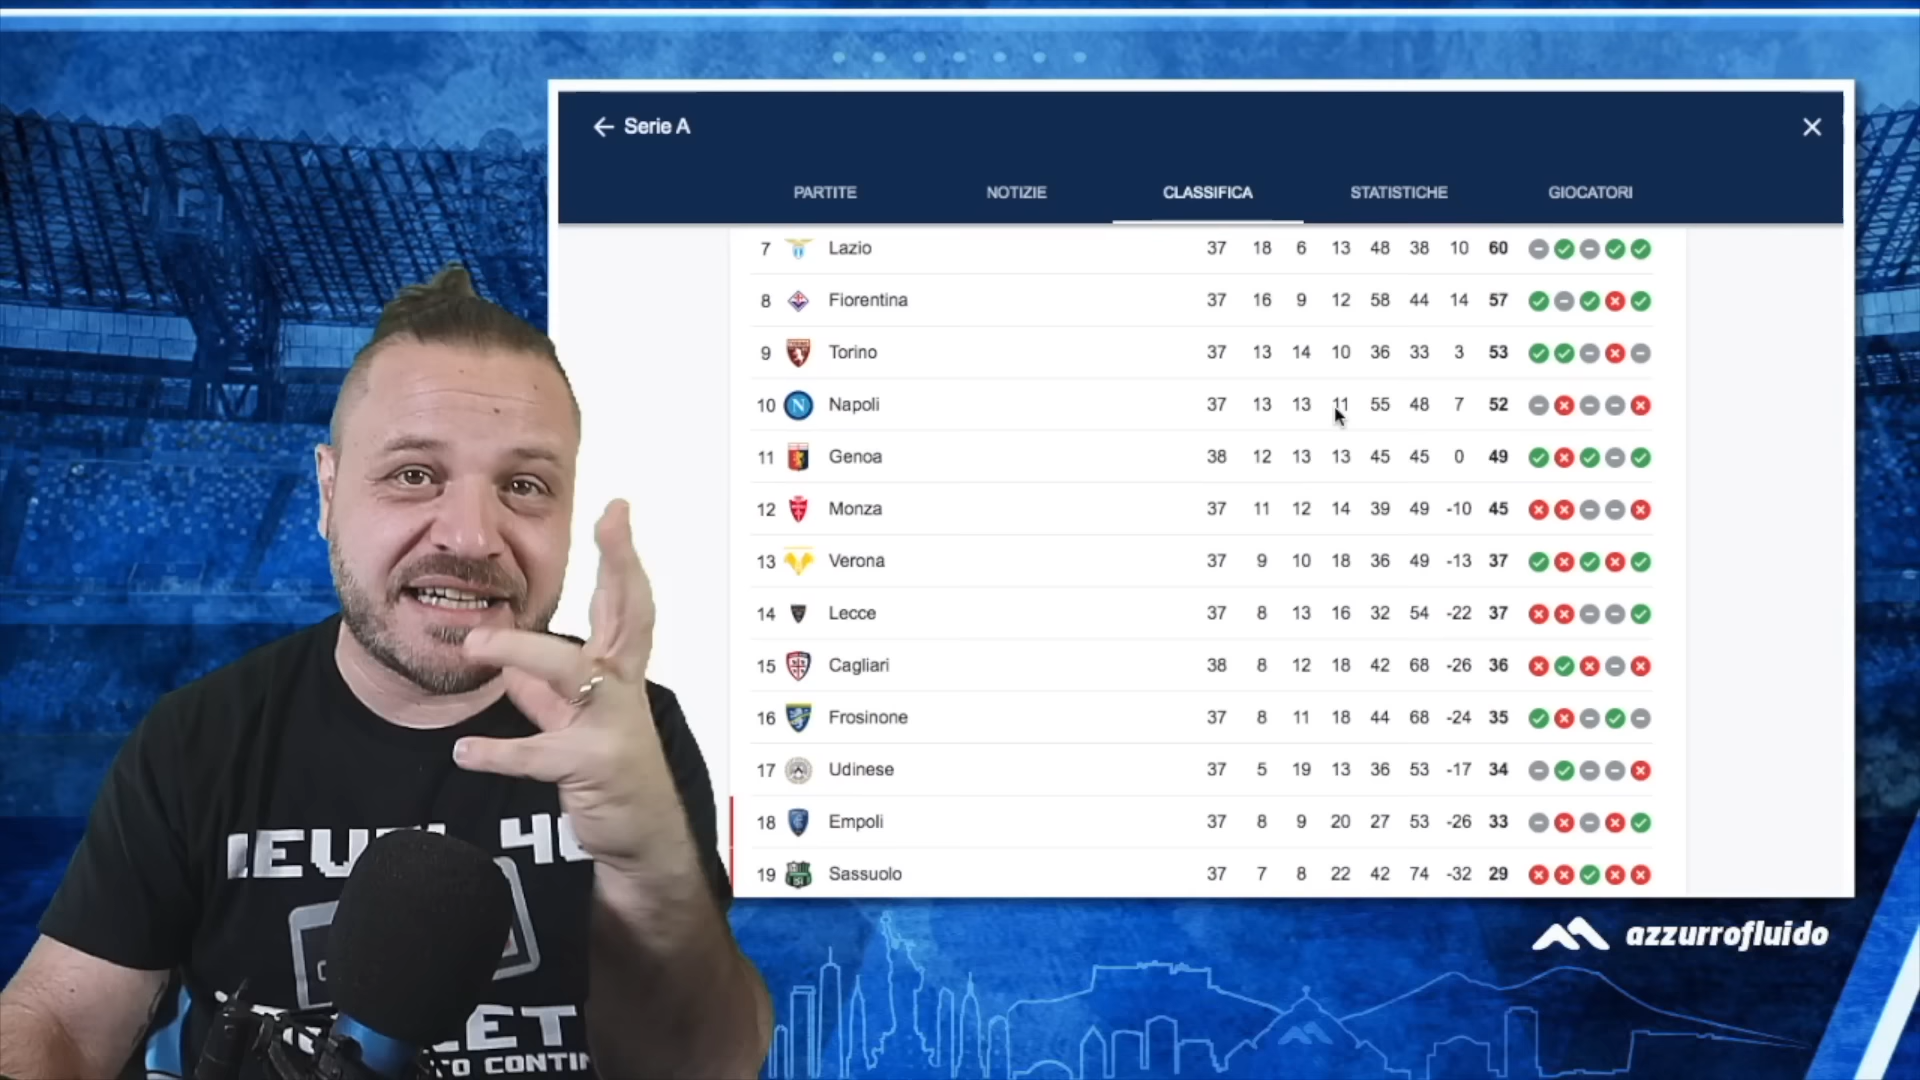 Serie A
PARTITE NOTIZIE CLASSIFICA STATISTICHE GIOCATORI
7 Lazio 37 18 6 13 48 38 10 60
8 Fiorentina 37 16 9 12 58 44 14 57
9 Torino 37 13 14 10 36 33 3 53
10 N Napoli 37 13 13 11 55 48 7 52
11 Genoa 38 12 13 13 45 45 0 49
12 Monza 37 11 12 14 39 49 -10 45
13 Verona 37 9 10 18 36 49 -13 37
14 Lecce 37 8 13 16 32 54 -22 37
15 Cagliari 38 8 12 18 42 68 -26 36
16 Frosinone 37 8 11 18 44 68 -24 35
17 Udinese 37 5 19 13 36 53 -17 34
18 Empoli 37 8 9 20 27 53 -26 33
19 Sassuolo 37 7 8 22 42 74 -32 29
azzurrofluido
LEVEL 40
TO CONTIN